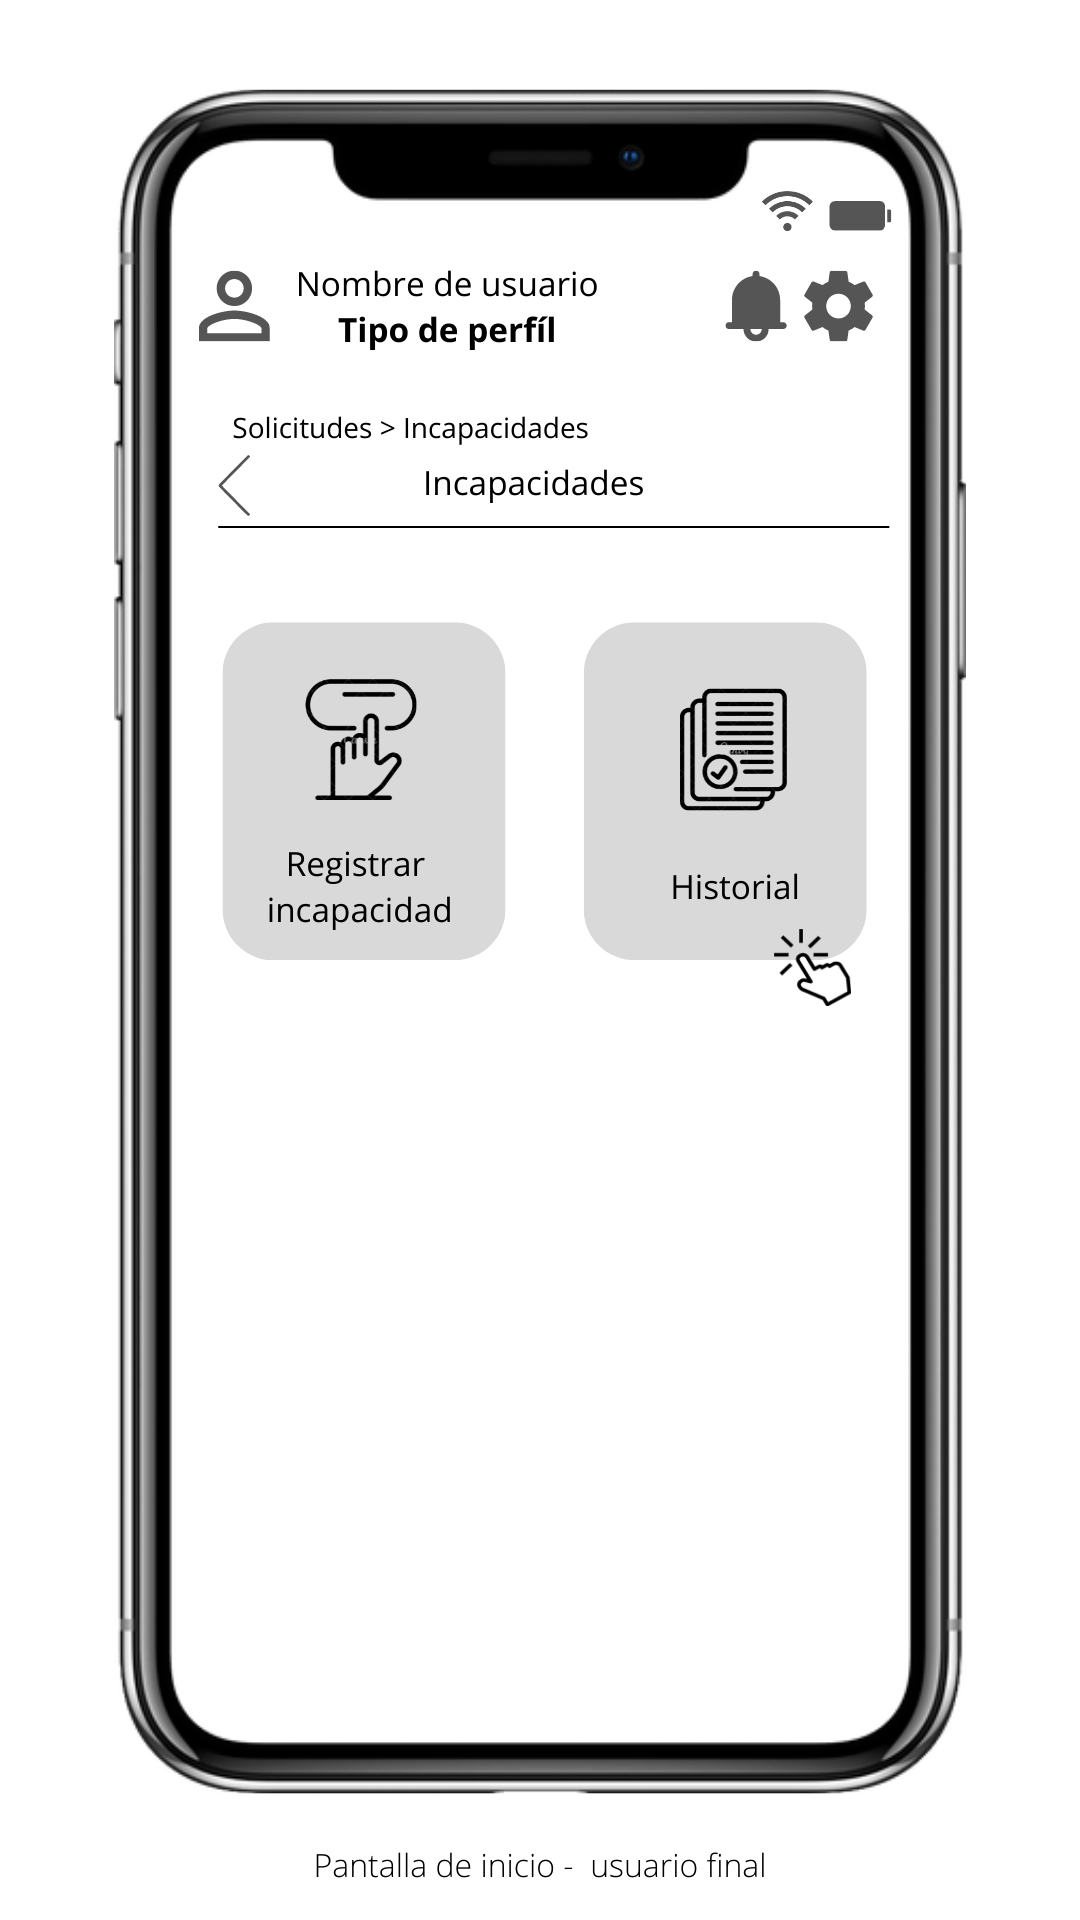 Nombre de usuario
Tipo de perfíl
Solicitudes > Incapacidades
Incapacidades
Registrar
incapacidad
Historial
Pantalla de inicio -  usuario final